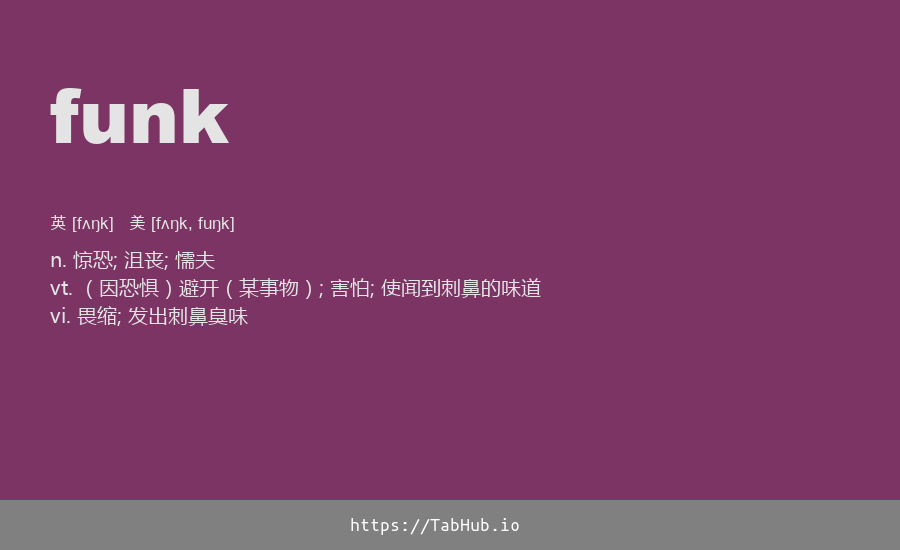 funk
英 [fʌŋk] 美 [fʌŋk, fuŋk]
n. 惊恐; 沮丧; 懦夫
vt. （因恐惧）避开（某事物）; 害怕; 使闻到刺鼻的味道
vi. 畏缩; 发出刺鼻臭味
https://TabHub.io